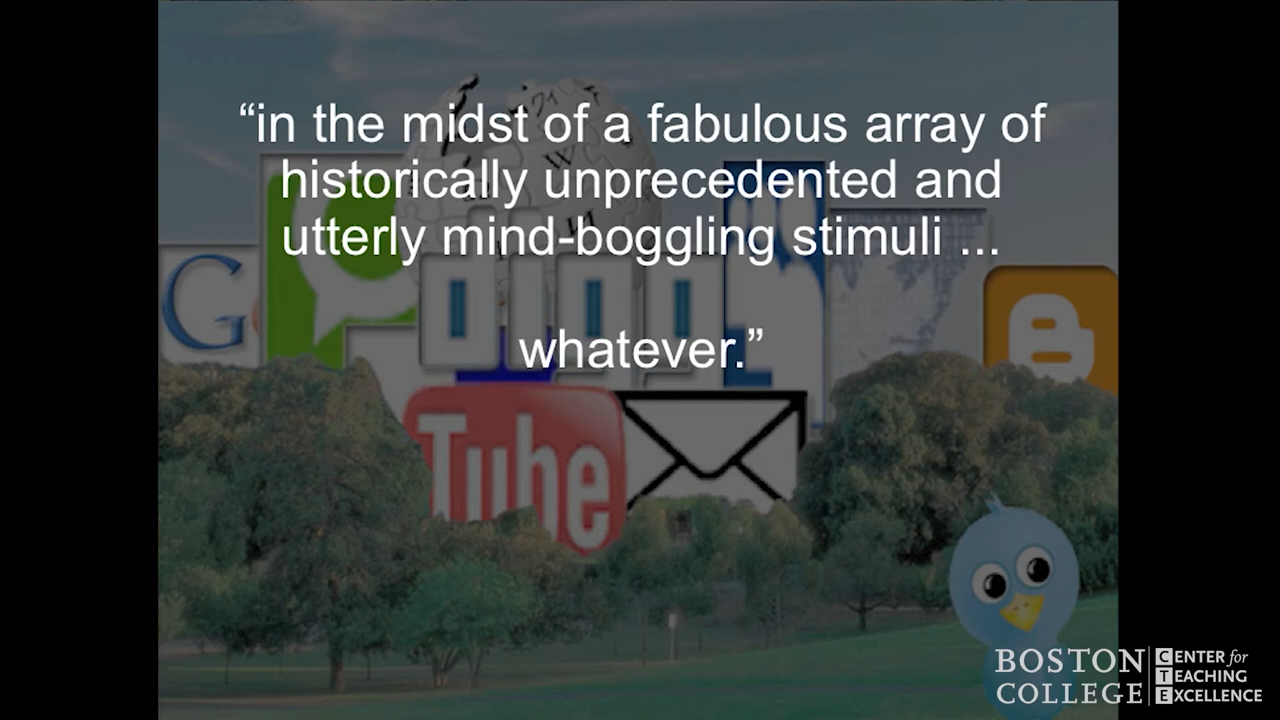 “in the midst of a fabulous array of
historically unprecedented and
utterly mind-boggling stimuli ...
whatever.”
W
G
B
Tube
BOSTON
COLLEGE
CENTER for
TEACHING
EXCELLENCE